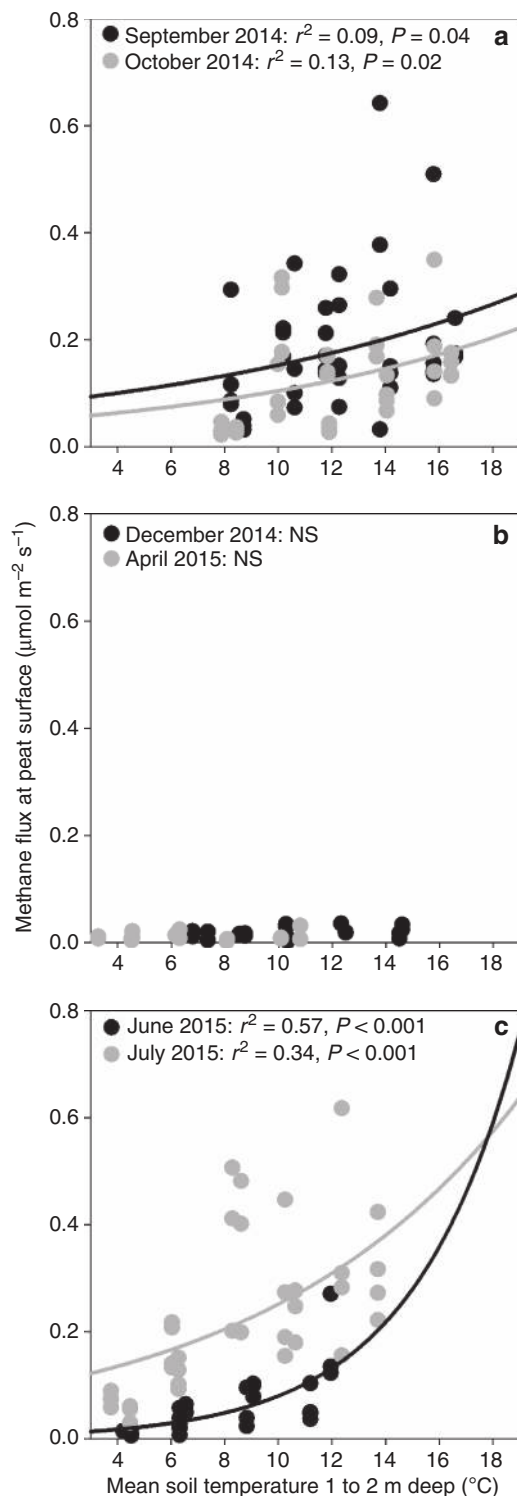 September 2014: r² = 0.09, P = 0.04 a
October 2014: r² = 0.13, P = 0.02
0.8
0.6
0.4
0.2
0.0
4 6 8 10 12 14 16 18
December 2014: NS b
April 2015: NS
0.8
0.6
0.4
0.2
0.0
4 6 8 10 12 14 16 18
Methane flux at peat surface (μmol m⁻² s⁻¹)
June 2015: r² = 0.57, P < 0.001 c
July 2015: r² = 0.34, P < 0.001
0.8
0.6
0.4
0.2
0.0
4 6 8 10 12 14 16 18
Mean soil temperature 1 to 2 m deep (°C)